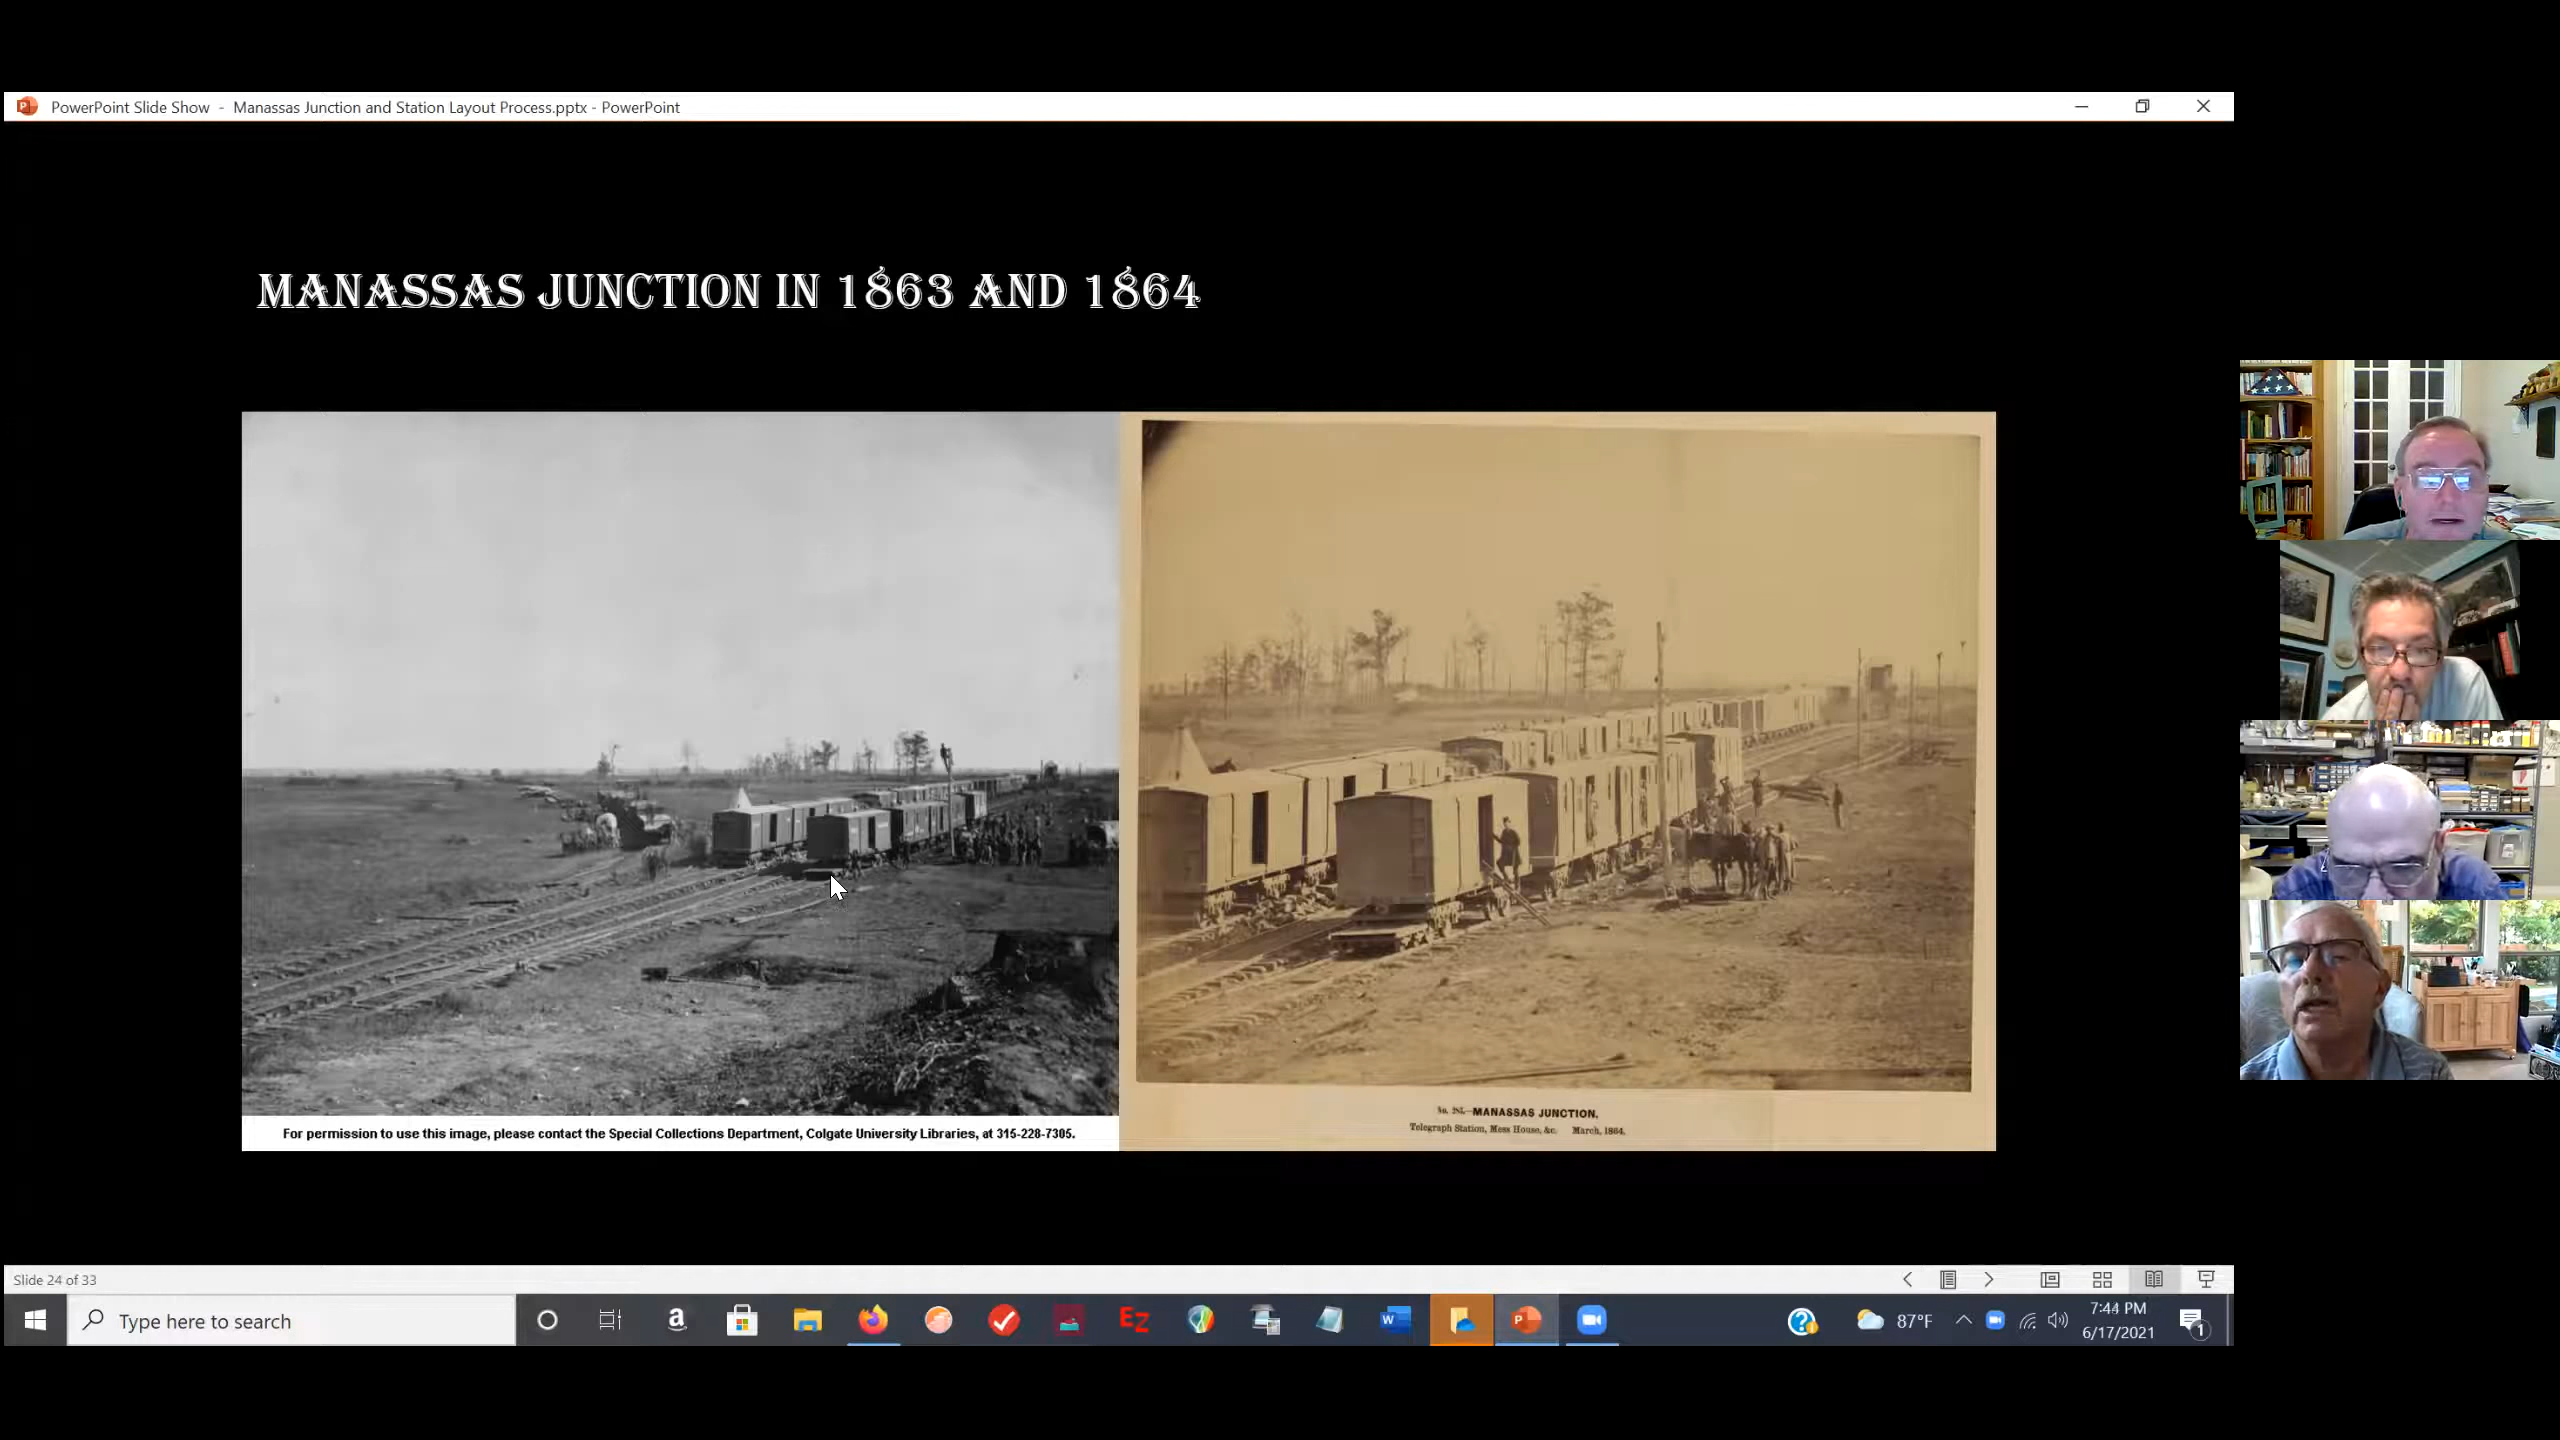 PowerPoint Slide Show - Manassas Junction and Station Layout Process.pptx - PowerPoint
MANASSAS JUNCTION IN 1863 AND 1864
For permission to use this image, please contact the Special Collections Department, Colgate University Libraries, at 315-228-7305.
MANASSAS JUNCTION.
Telegraph Station, Mess House, &c. March, 1864.
Slide 24 of 33
Type here to search
a
EZ
W
P
87°F
7:44 PM
6/17/2021
1